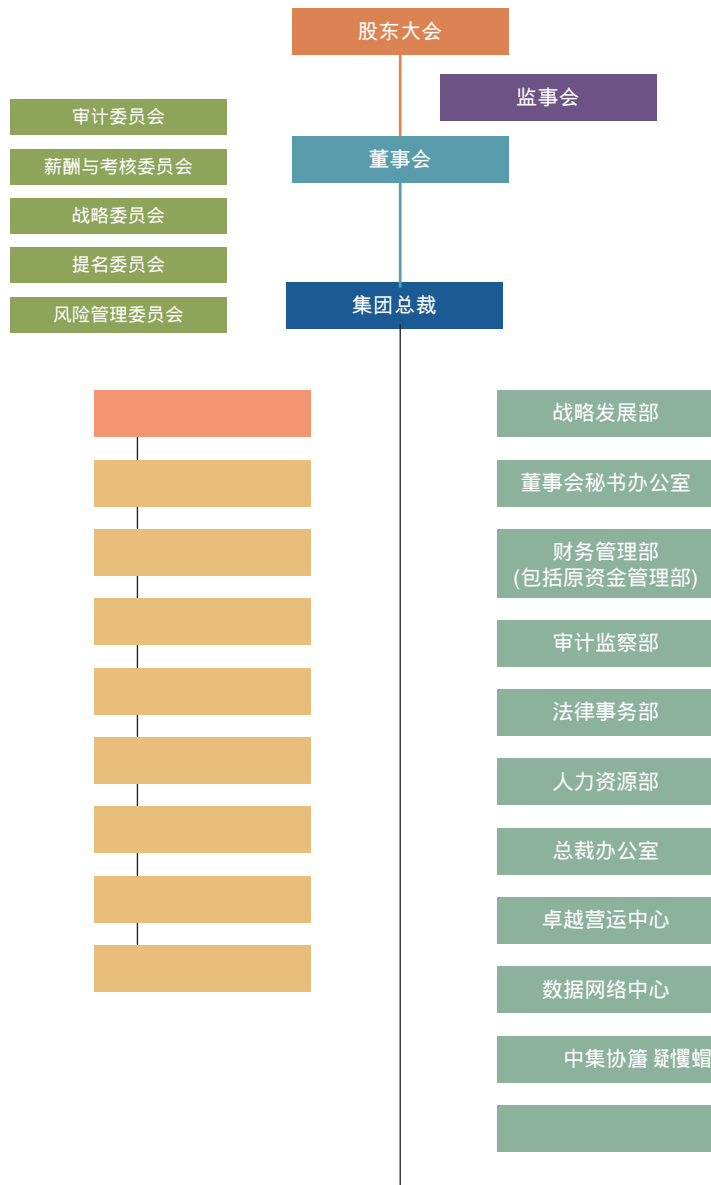 股东大会
监事会
审计委员会
董事会
薪酬与考核委员会
战略委员会
提名委员会
集团总裁
风险管理委员会
战略发展部
董事会秘书办公室
财务管理部
(包括原资金管理部)
审计监察部
法律事务部
人力资源部
总裁办公室
卓越营运中心
数据网络中心
中集协簷 疑戄蝐